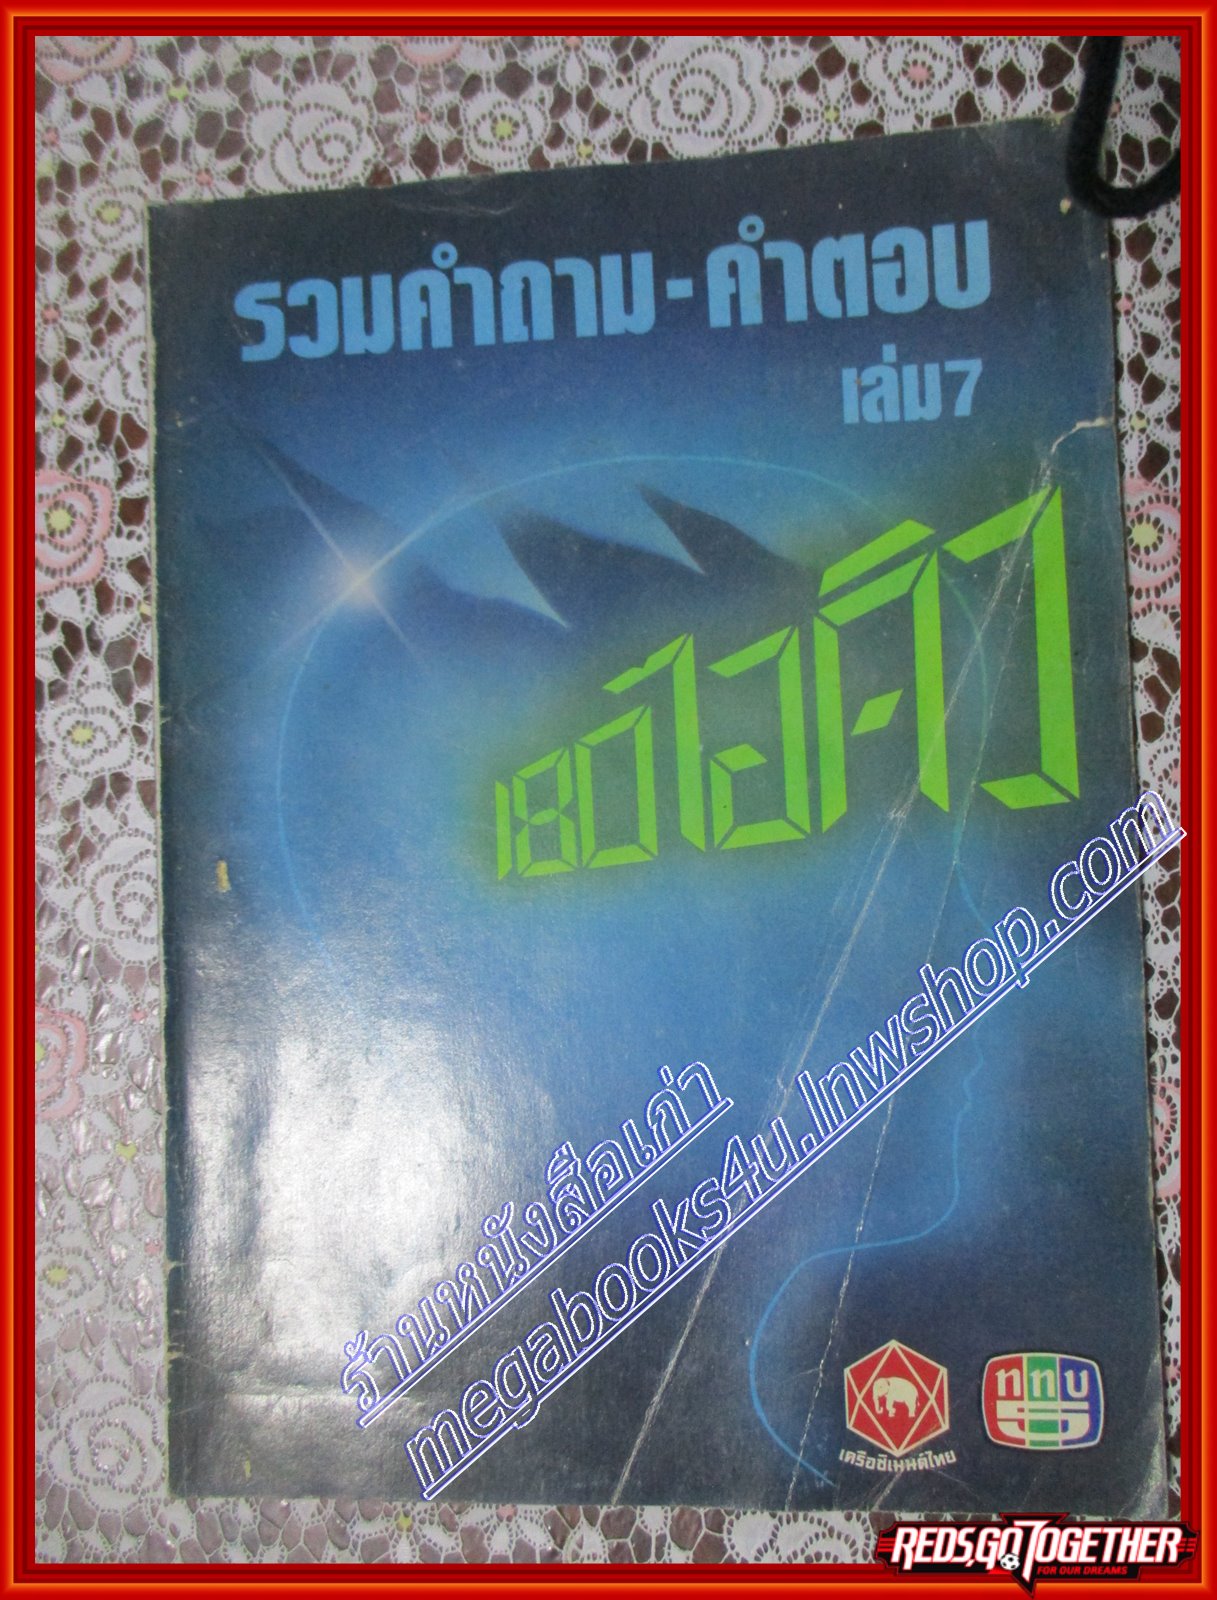 รวมคำถาม-คำตอบ
เล่ม7
180ไอคิว
ร้านหนังสือเก่า
megabooks4u.lnwshop.com
เครือซิเมนต์ไทย
ททบ
5
REDS,GO TOGETHER
FOR OUR DREAMS